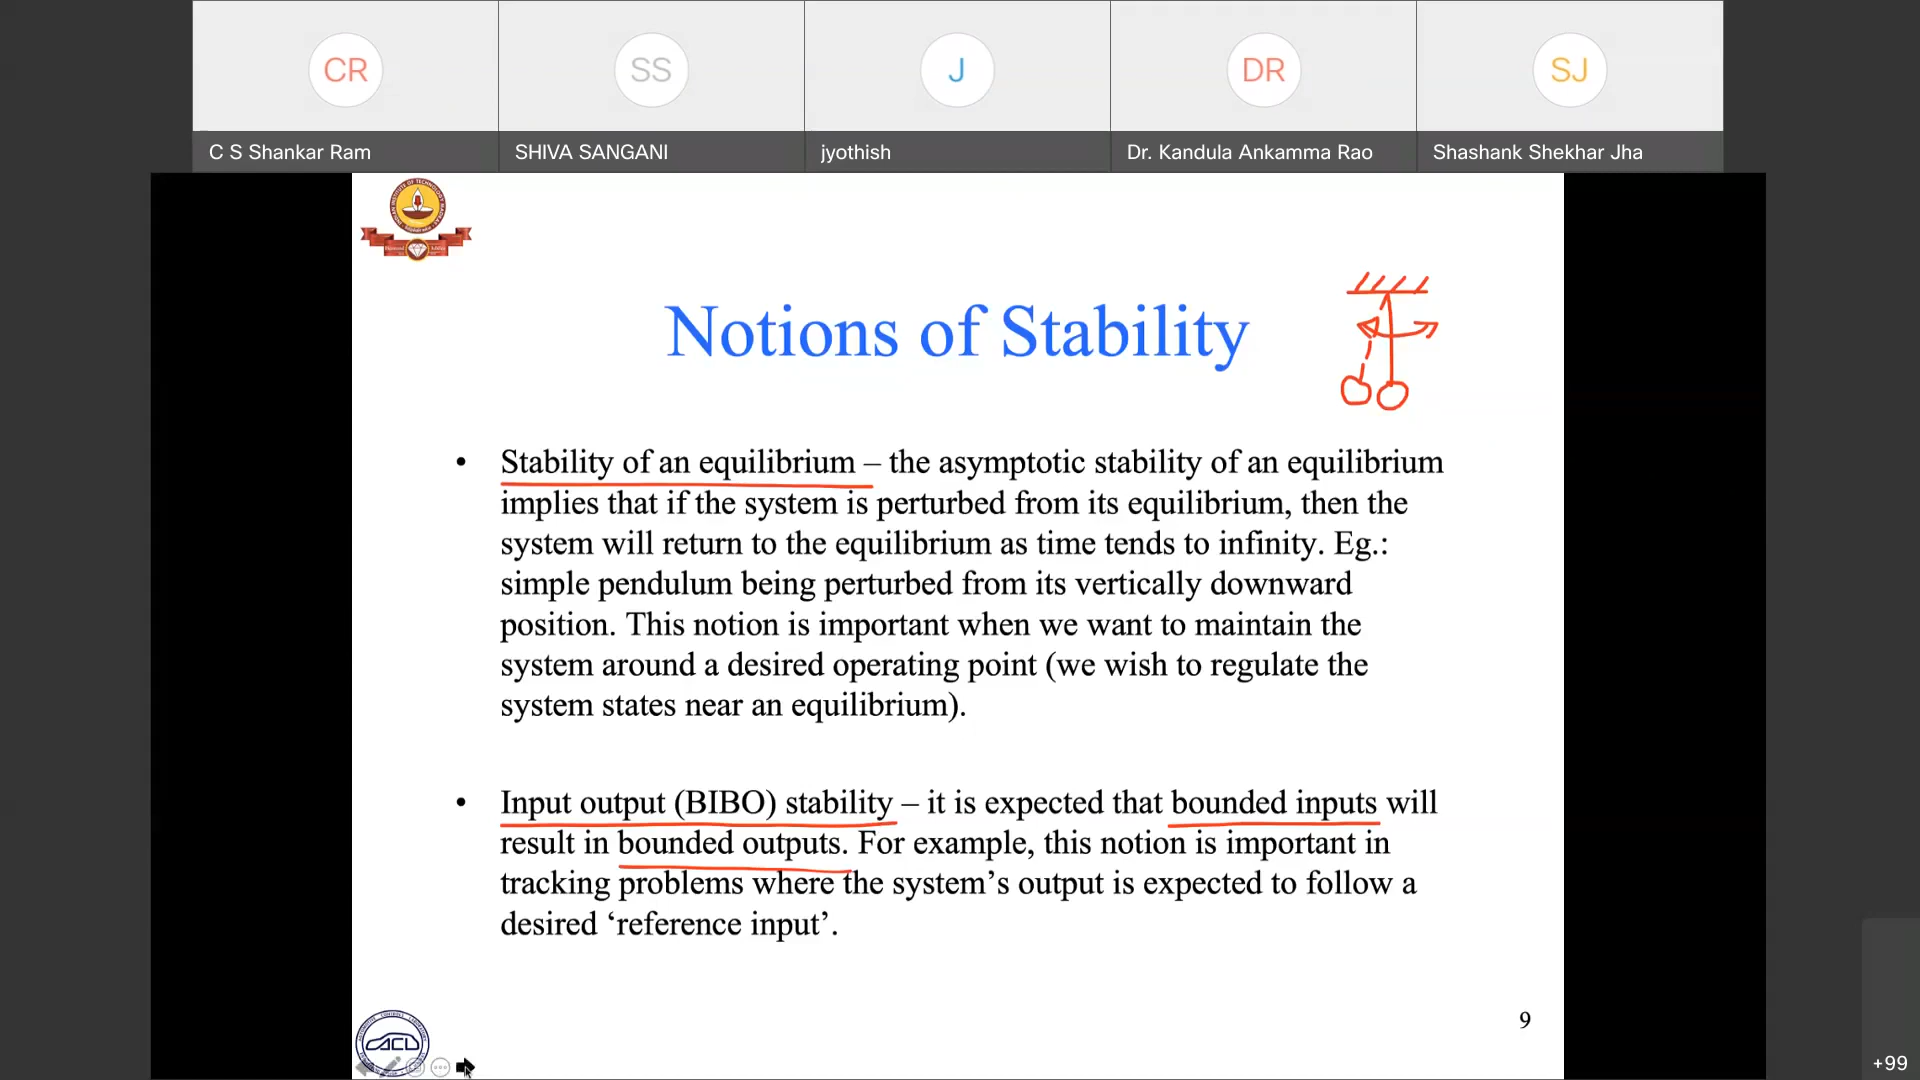 CR
SS
J
DR
SJ
C S Shankar Ram
SHIVA SANGANI
jyothish
Dr. Kandula Ankamma Rao
Shashank Shekhar Jha
Notions of Stability
• Stability of an equilibrium – the asymptotic stability of an equilibrium
implies that if the system is perturbed from its equilibrium, then the
system will return to the equilibrium as time tends to infinity. Eg.:
simple pendulum being perturbed from its vertically downward
position. This notion is important when we want to maintain the
system around a desired operating point (we wish to regulate the
system states near an equilibrium).
• Input output (BIBO) stability – it is expected that bounded inputs will
result in bounded outputs. For example, this notion is important in
tracking problems where the system’s output is expected to follow a
desired ‘reference input’.
ACL
9
+99